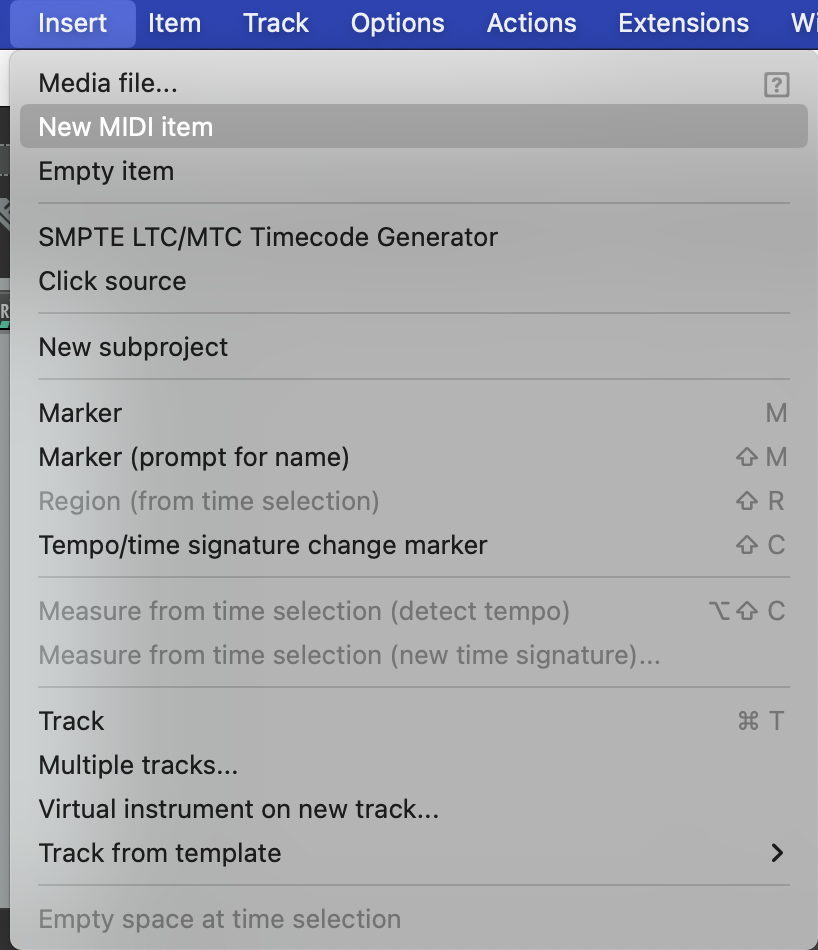 Insert Item Track Options Actions Extensions
Media file...
New MIDI item
Empty item
SMPTE LTC/MTC Timecode Generator
Click source
New subproject
Marker M
Marker (prompt for name) ⇧ M
Region (from time selection) ⇧ R
Tempo/time signature change marker ⇧ C
Measure from time selection (detect tempo) ⌥⇧ C
Measure from time selection (new time signature)...
Track ⌘ T
Multiple tracks...
Virtual instrument on new track...
Track from template
Empty space at time selection